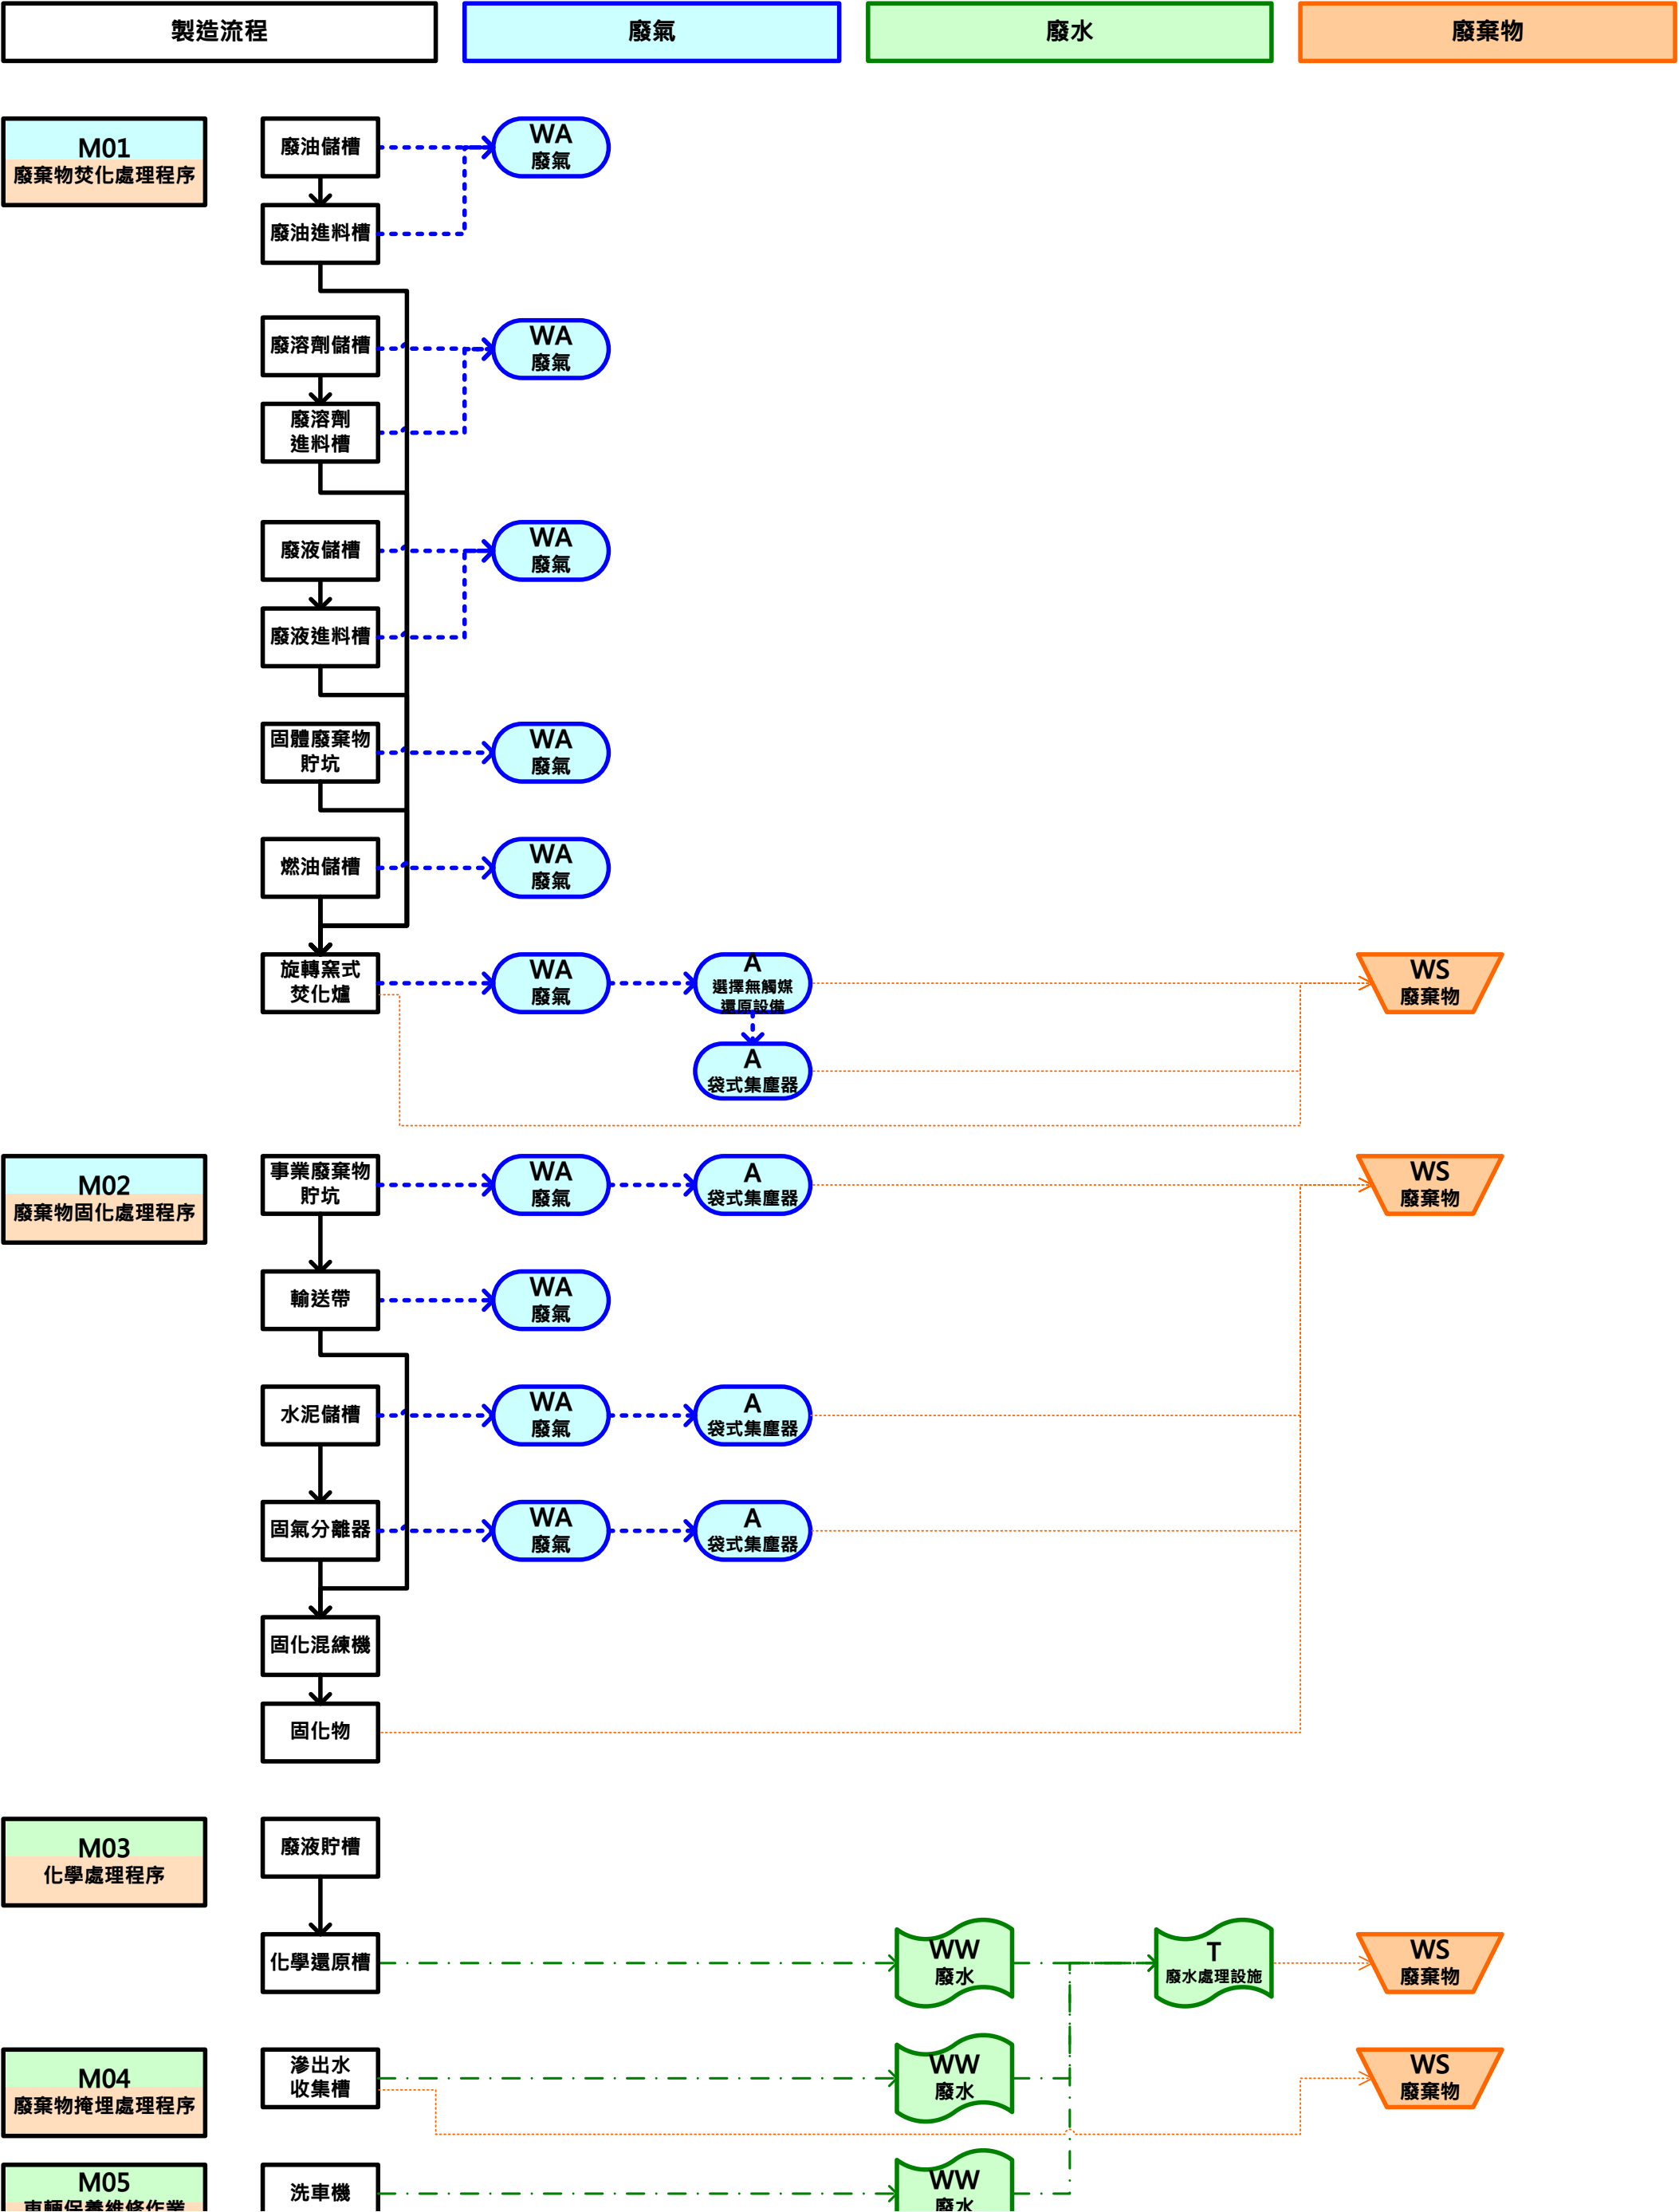 製造流程
廢氣
廢水
廢棄物
M01
廢棄物焚化處理程序
廢油儲槽
WA
廢氣
廢油進料槽
廢溶劑儲槽
WA
廢氣
廢溶劑
進料槽
廢液儲槽
WA
廢氣
廢液進料槽
固體廢棄物
貯坑
WA
廢氣
燃油儲槽
WA
廢氣
旋轉窯式
焚化爐
WA
廢氣
A
選擇無觸媒
還原設備
WS
廢棄物
A
袋式集塵器
M02
廢棄物固化處理程序
事業廢棄物
貯坑
WA
廢氣
A
袋式集塵器
WS
廢棄物
輸送帶
WA
廢氣
水泥儲槽
WA
廢氣
A
袋式集塵器
固氣分離器
WA
廢氣
A
袋式集塵器
固化混練機
固化物
M03
化學處理程序
廢液貯槽
化學還原槽
WW
廢水
T
廢水處理設施
WS
廢棄物
M04
廢棄物掩埋處理程序
滲出水
收集槽
WW
廢水
WS
廢棄物
M05
車輛保養維修作業
洗車機
WW
廢水